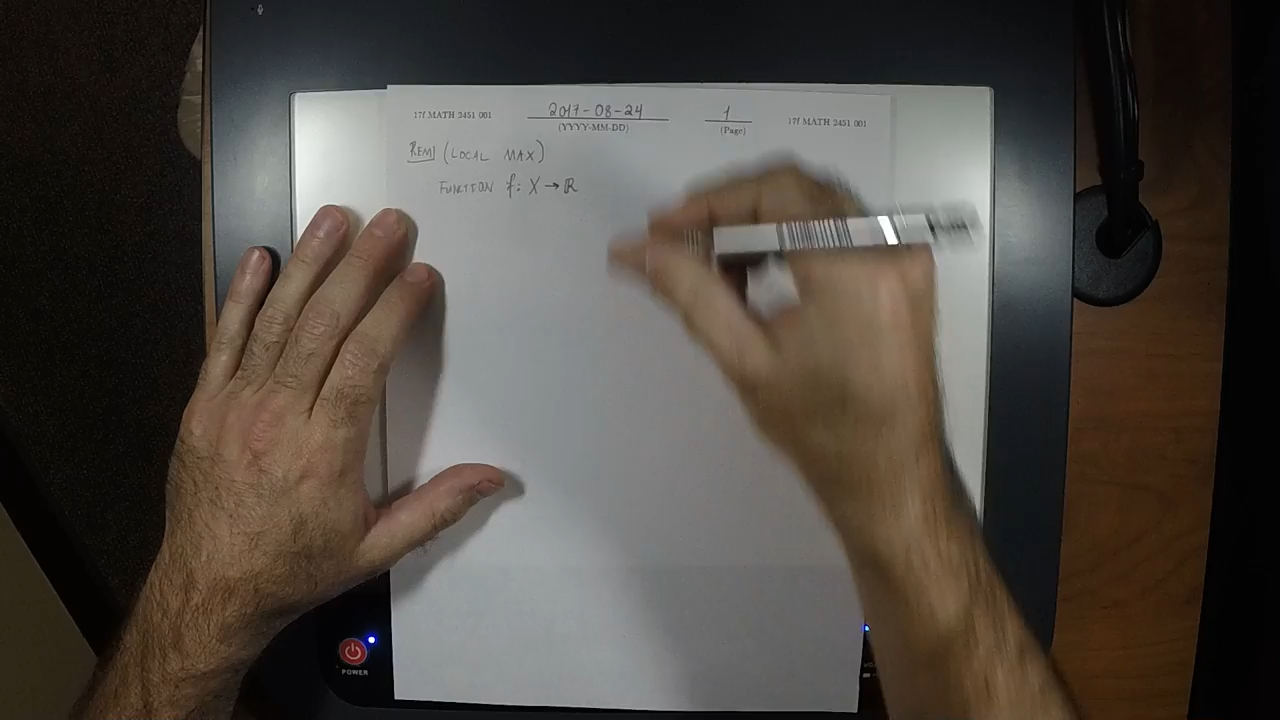 17f MATH 2451 001 2017-08-24 1 17f MATH 2451 001
(YYYY-MM-DD) (Page)
REM (LOCAL MAX)
FUNCTION f: X → ℝ
POWER